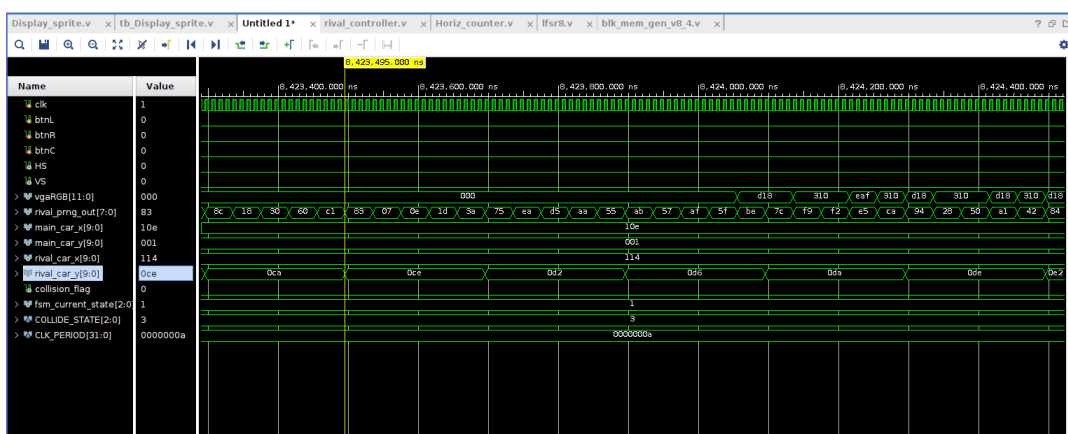 Display_sprite.v x tb_Display_sprite.v x Untitled 1* x rival_controller.v x Horiz_counter.v x lfsr8.v x blk_mem_gen_v8_4.v x ?
8,423,495.000 ns
Name Value 8,423,400.000 ns 8,423,600.000 ns 8,423,800.000 ns 8,424,000.000 ns 8,424,200.000 ns 8,424,400.000 ns
clk 1
btnL 0
btnR 0
btnC 0
HS 0
VS 0
vgaRGB[11:0] 000 000 d18 310 eaf 310 d18 310 d18 310 d18
rival_prng_out[7:0] 83 8c 18 30 60 c1 83 07 0e 1d 3a 75 ea d5 aa 55 ab 57 af 5f be 7c f9 f2 e5 ca 94 28 50 a1 42 84
main_car_x[9:0] 10e 10e
main_car_y[9:0] 001 001
rival_car_x[9:0] 114 114
rival_car_y[9:0] 0ce 0ca 0ce 0d2 0d6 0da 0de 0e2
collision_flag 0
fsm_current_state[2:0] 1 1
COLLIDE_STATE[2:0] 3 3
CLK_PERIOD[31:0] 0000000a 0000000a